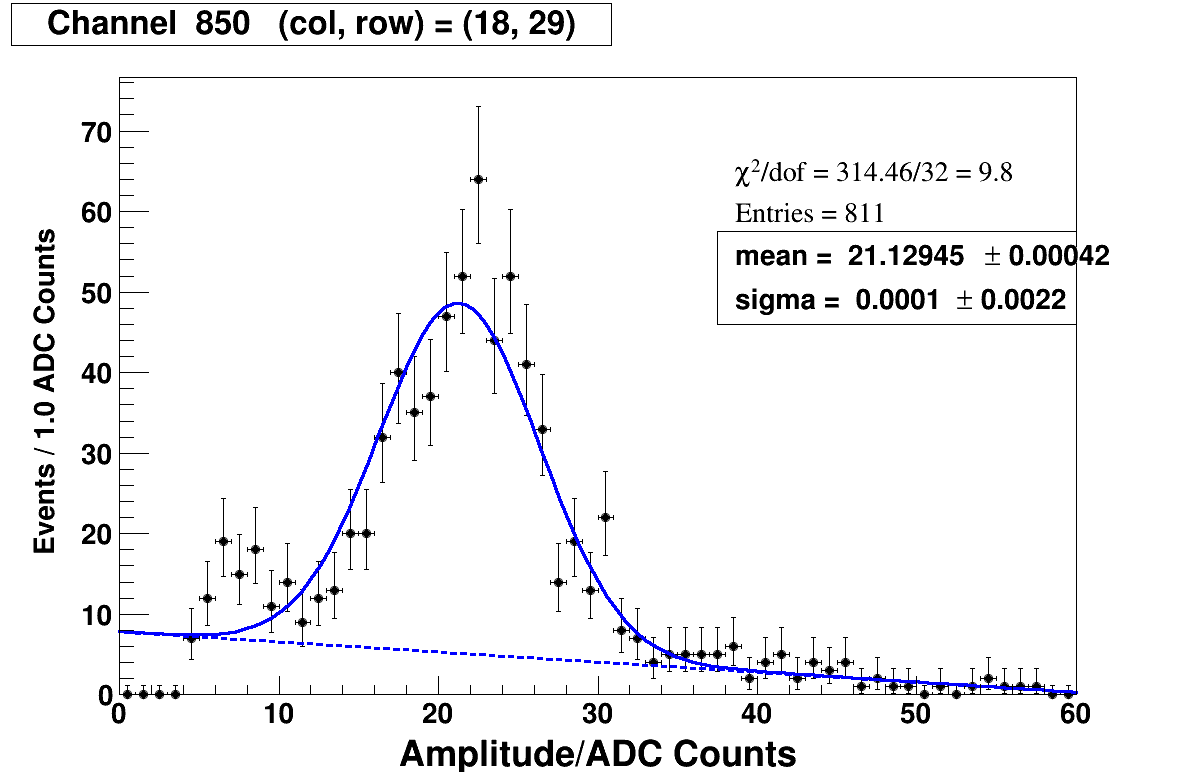 Channel 850 (col, row) = (18, 29)
χ²/dof = 314.46/32 = 9.8
Entries = 811
mean = 21.12945 ± 0.00042
sigma = 0.0001 ± 0.0022
Events / 1.0 ADC Counts
70
60
50
40
30
20
10
0
0 10 20 30 40 50 60
Amplitude/ADC Counts